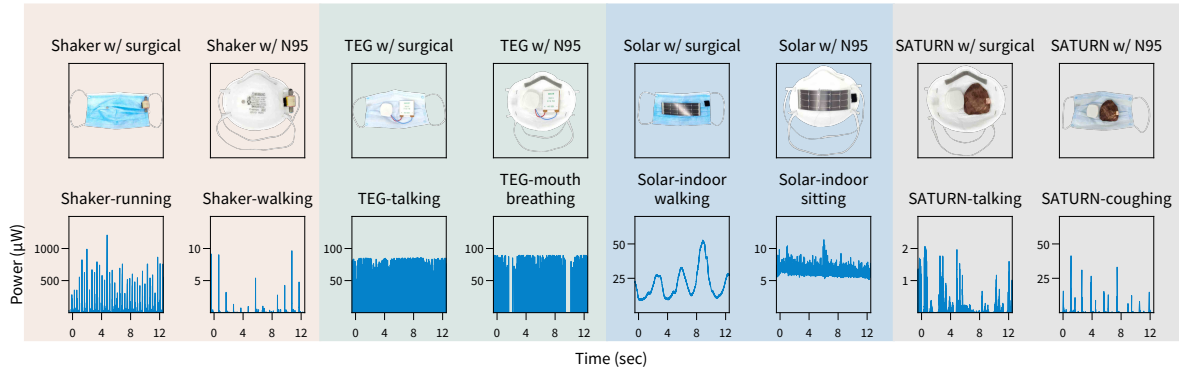 Shaker w/ surgical
Shaker w/ N95
TEG w/ surgical
TEG w/ N95
Solar w/ surgical
Solar w/ N95
SATURN w/ surgical
SATURN w/ N95
Shaker-running
Shaker-walking
TEG-talking
TEG-mouth
breathing
Solar-indoor
walking
Solar-indoor
sitting
SATURN-talking
SATURN-coughing
Power (µW)
1000
500
0 4 8 12
10
5
0 4 8 12
100
50
0 4 8 12
100
50
0 4 8 12
50
25
0 4 8 12
10
5
0 4 8 12
2
1
0 4 8 12
50
25
0 4 8 12
Time (sec)